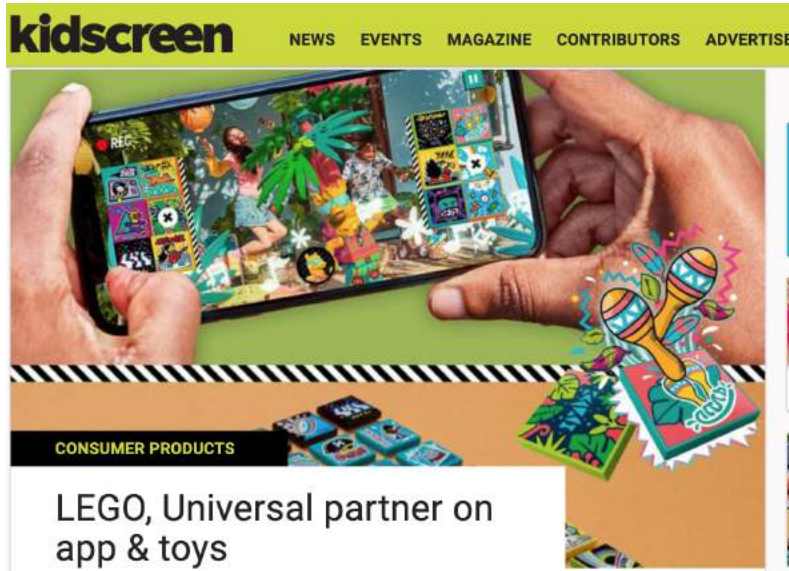 kidscreen
NEWS EVENTS MAGAZINE CONTRIBUTORS ADVERTISE
REC
CONSUMER PRODUCTS
LEGO, Universal partner on
app & toys